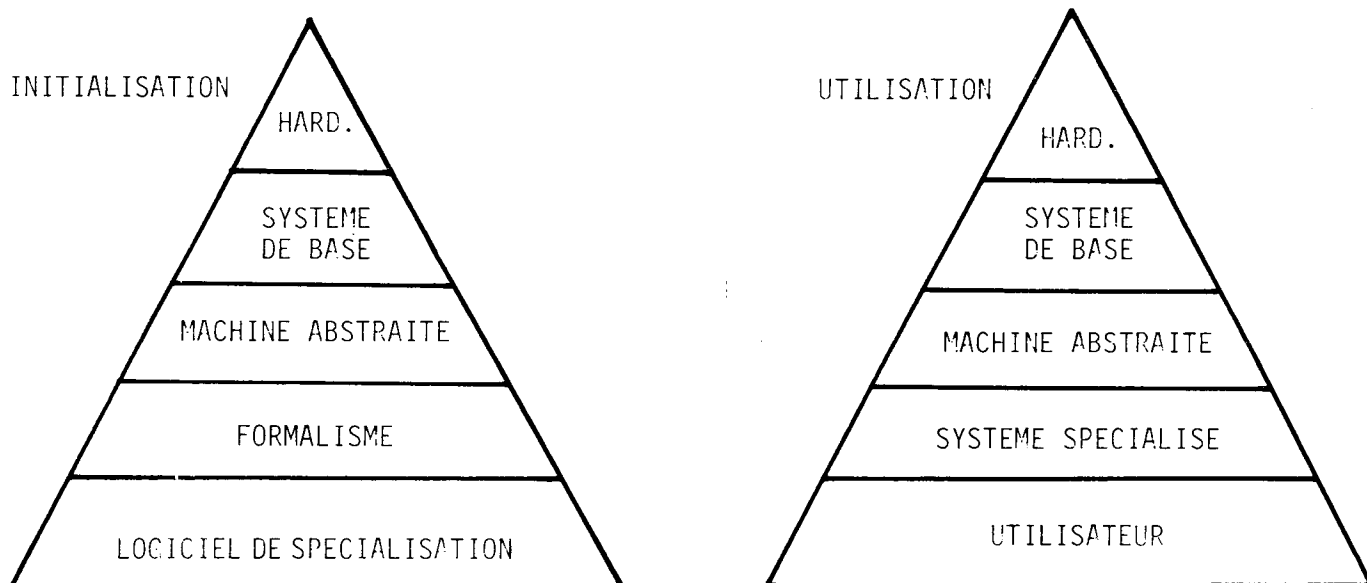 INITIALISATION
HARD.
SYSTEME
DE BASE
MACHINE ABSTRAITE
FORMALISME
LOGICIEL DE SPECIALISATION
UTILISATION
HARD.
SYSTEME
DE BASE
MACHINE ABSTRAITE
SYSTEME SPECIALISE
UTILISATEUR